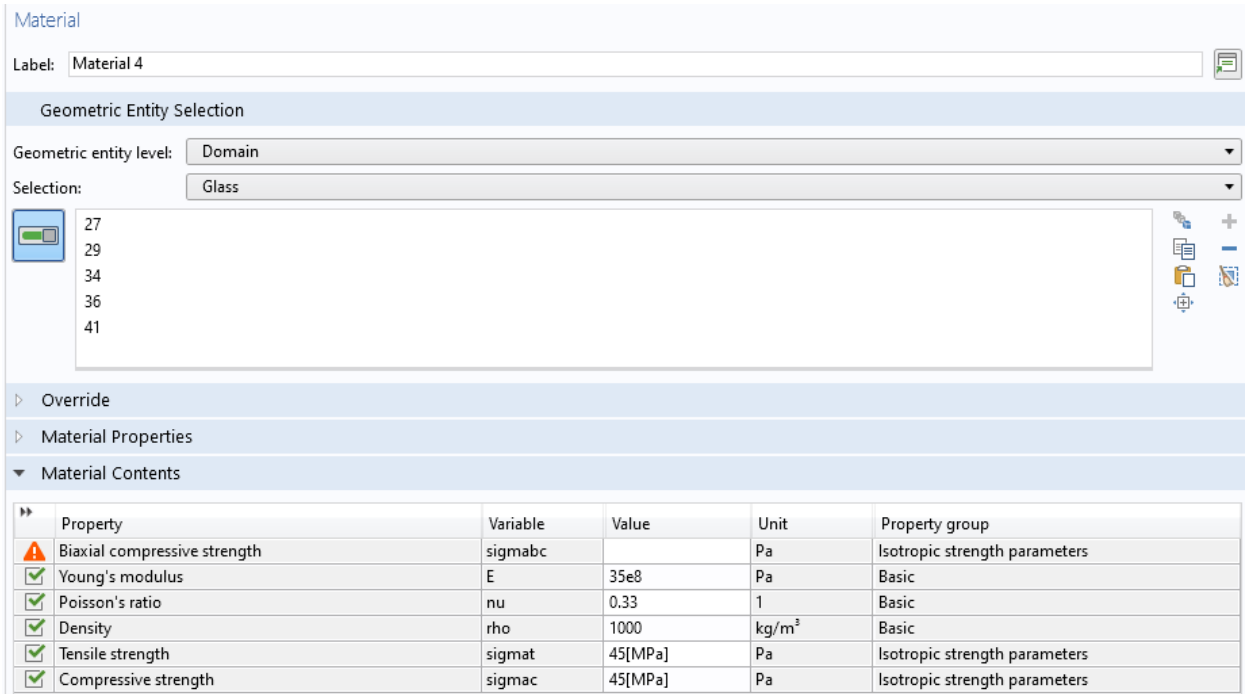 Material
Label: Material 4
Geometric Entity Selection
Geometric entity level: Domain
Selection: Glass
27
29
34
36
41
Override
Material Properties
Material Contents
Property Variable Value Unit Property group
Biaxial compressive strength sigmabc Pa Isotropic strength parameters
Young's modulus E 35e8 Pa Basic
Poisson's ratio nu 0.33 1 Basic
Density rho 1000 kg/m³ Basic
Tensile strength sigmat 45[MPa] Pa Isotropic strength parameters
Compressive strength sigmac 45[MPa] Pa Isotropic strength parameters